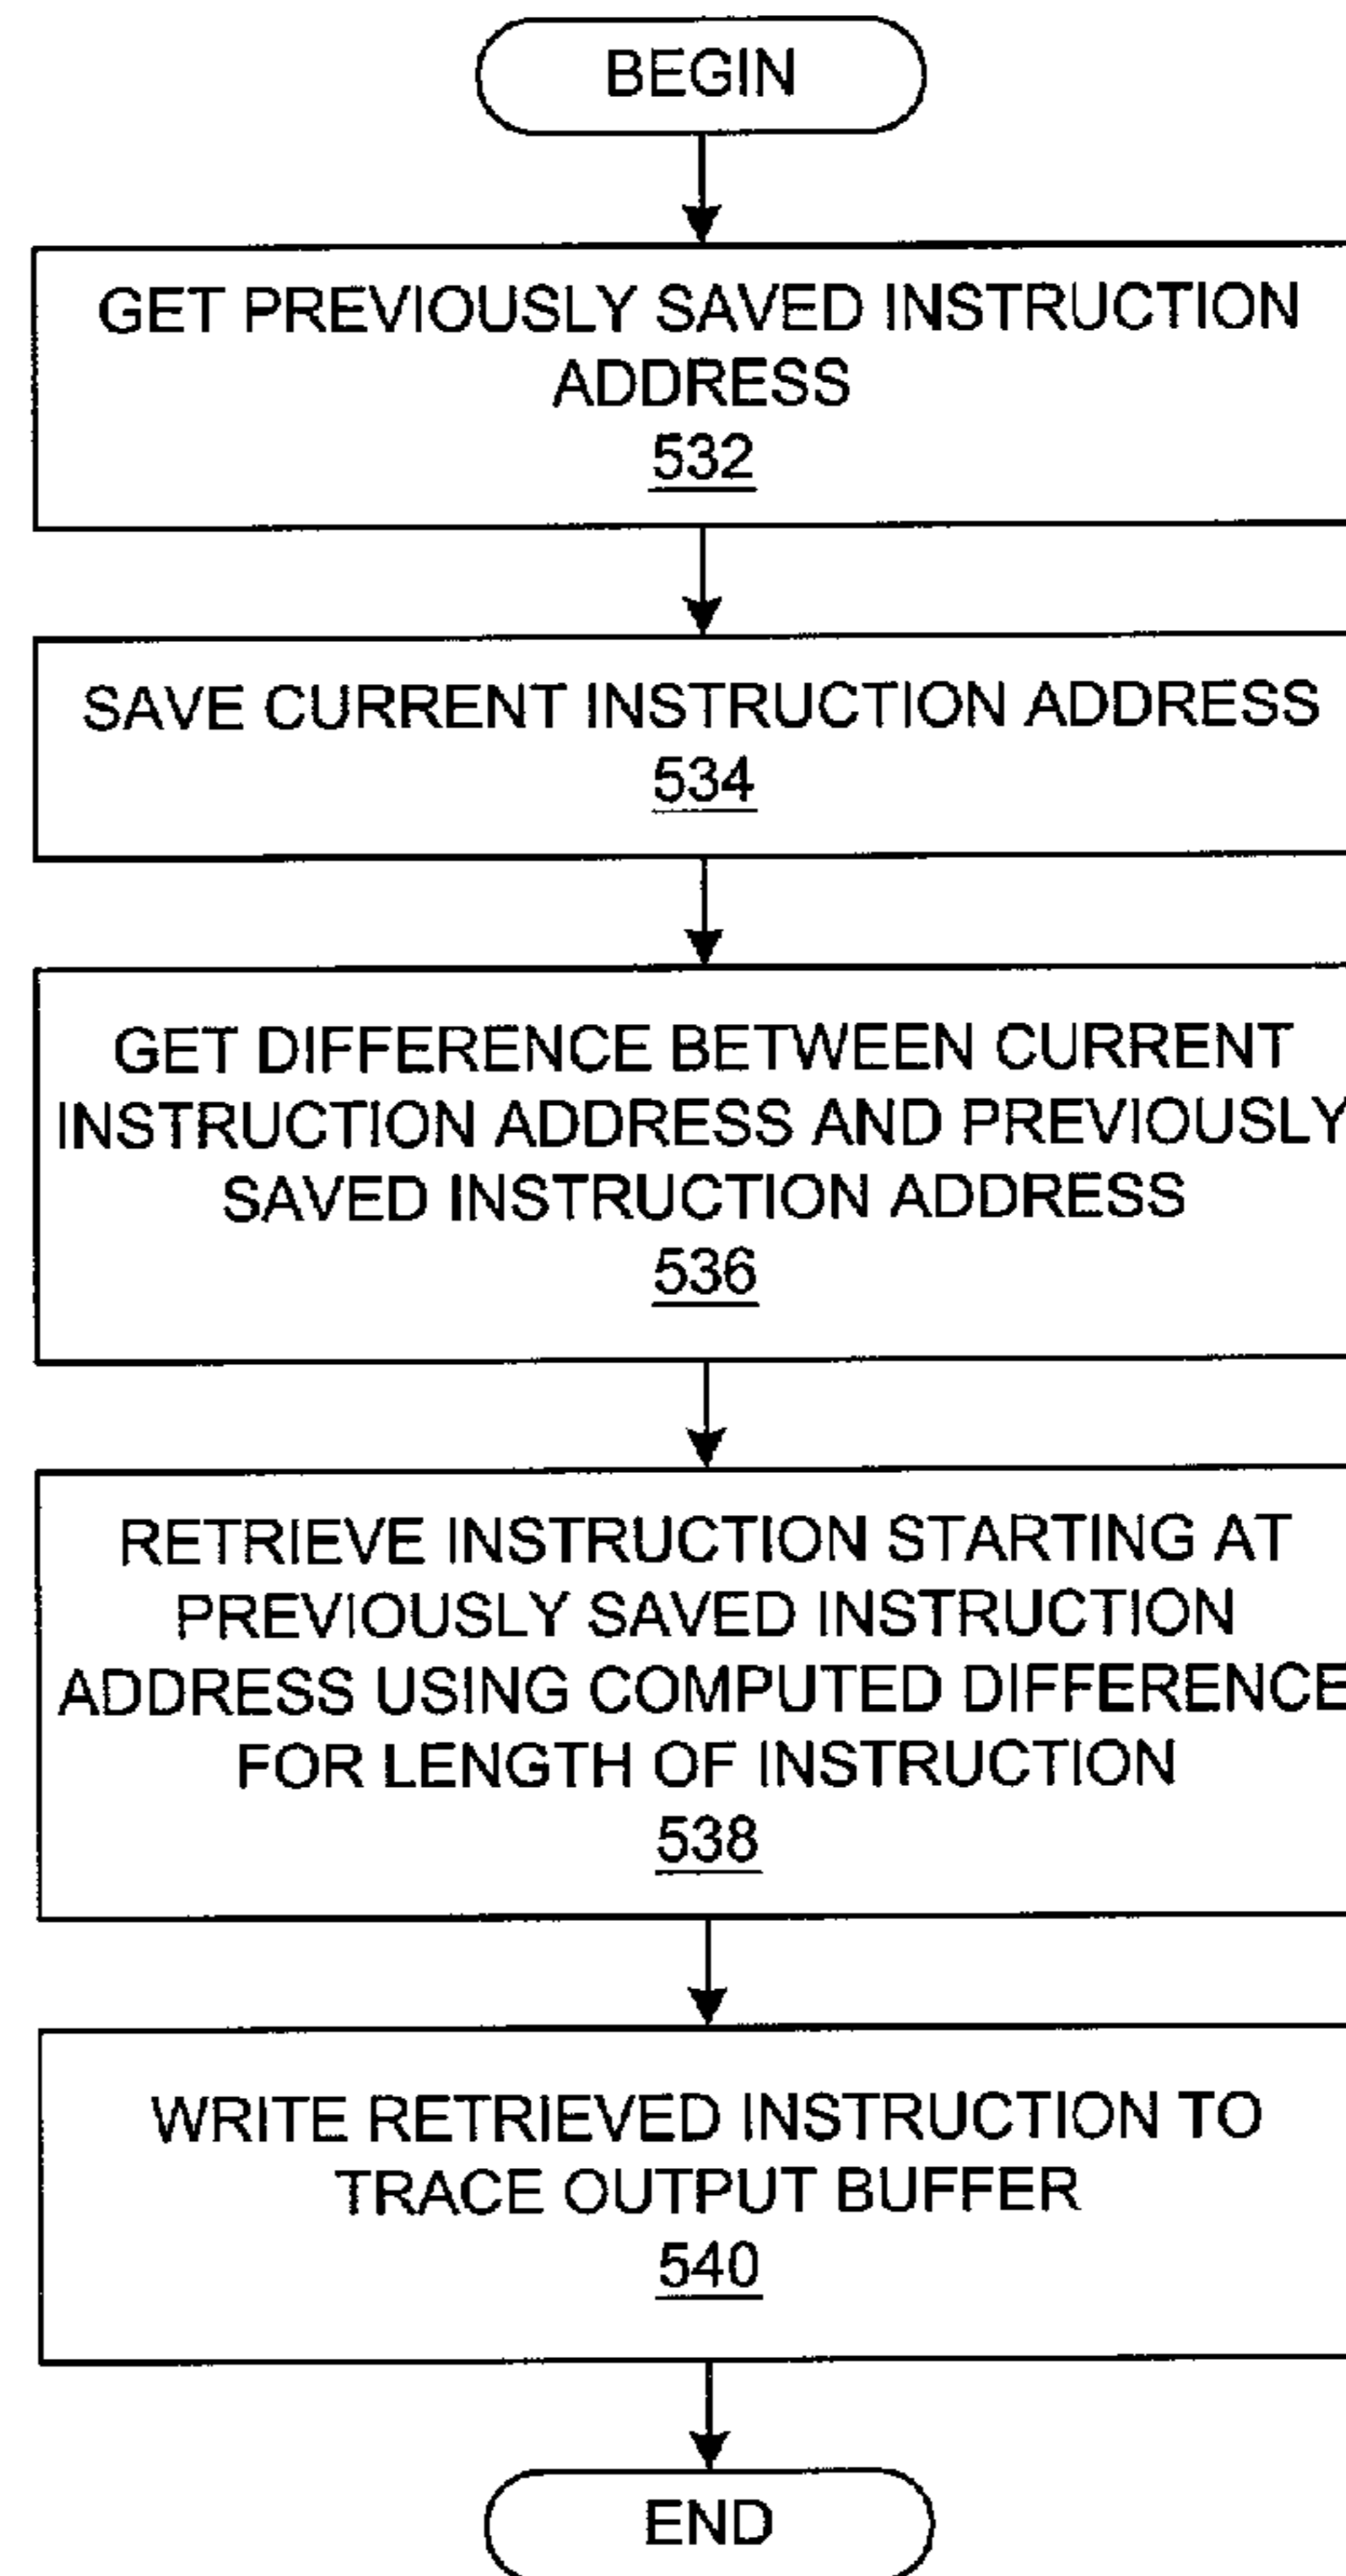 BEGIN
GET PREVIOUSLY SAVED INSTRUCTION
ADDRESS
532
SAVE CURRENT INSTRUCTION ADDRESS
534
GET DIFFERENCE BETWEEN CURRENT
INSTRUCTION ADDRESS AND PREVIOUSLY
SAVED INSTRUCTION ADDRESS
536
RETRIEVE INSTRUCTION STARTING AT
PREVIOUSLY SAVED INSTRUCTION
ADDRESS USING COMPUTED DIFFERENCE
FOR LENGTH OF INSTRUCTION
538
WRITE RETRIEVED INSTRUCTION TO
TRACE OUTPUT BUFFER
540
END